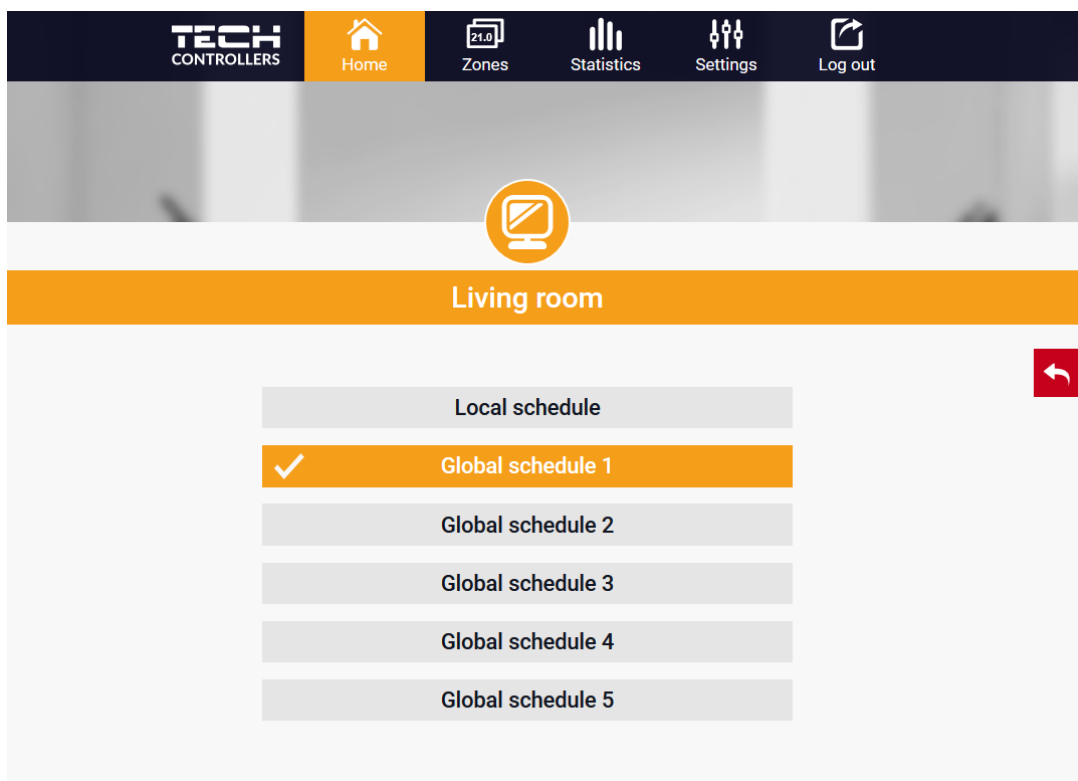 TECH
CONTROLLERS
Home
21.0
Zones
Statistics
Settings
Log out
Living room
Local schedule
Global schedule 1
Global schedule 2
Global schedule 3
Global schedule 4
Global schedule 5